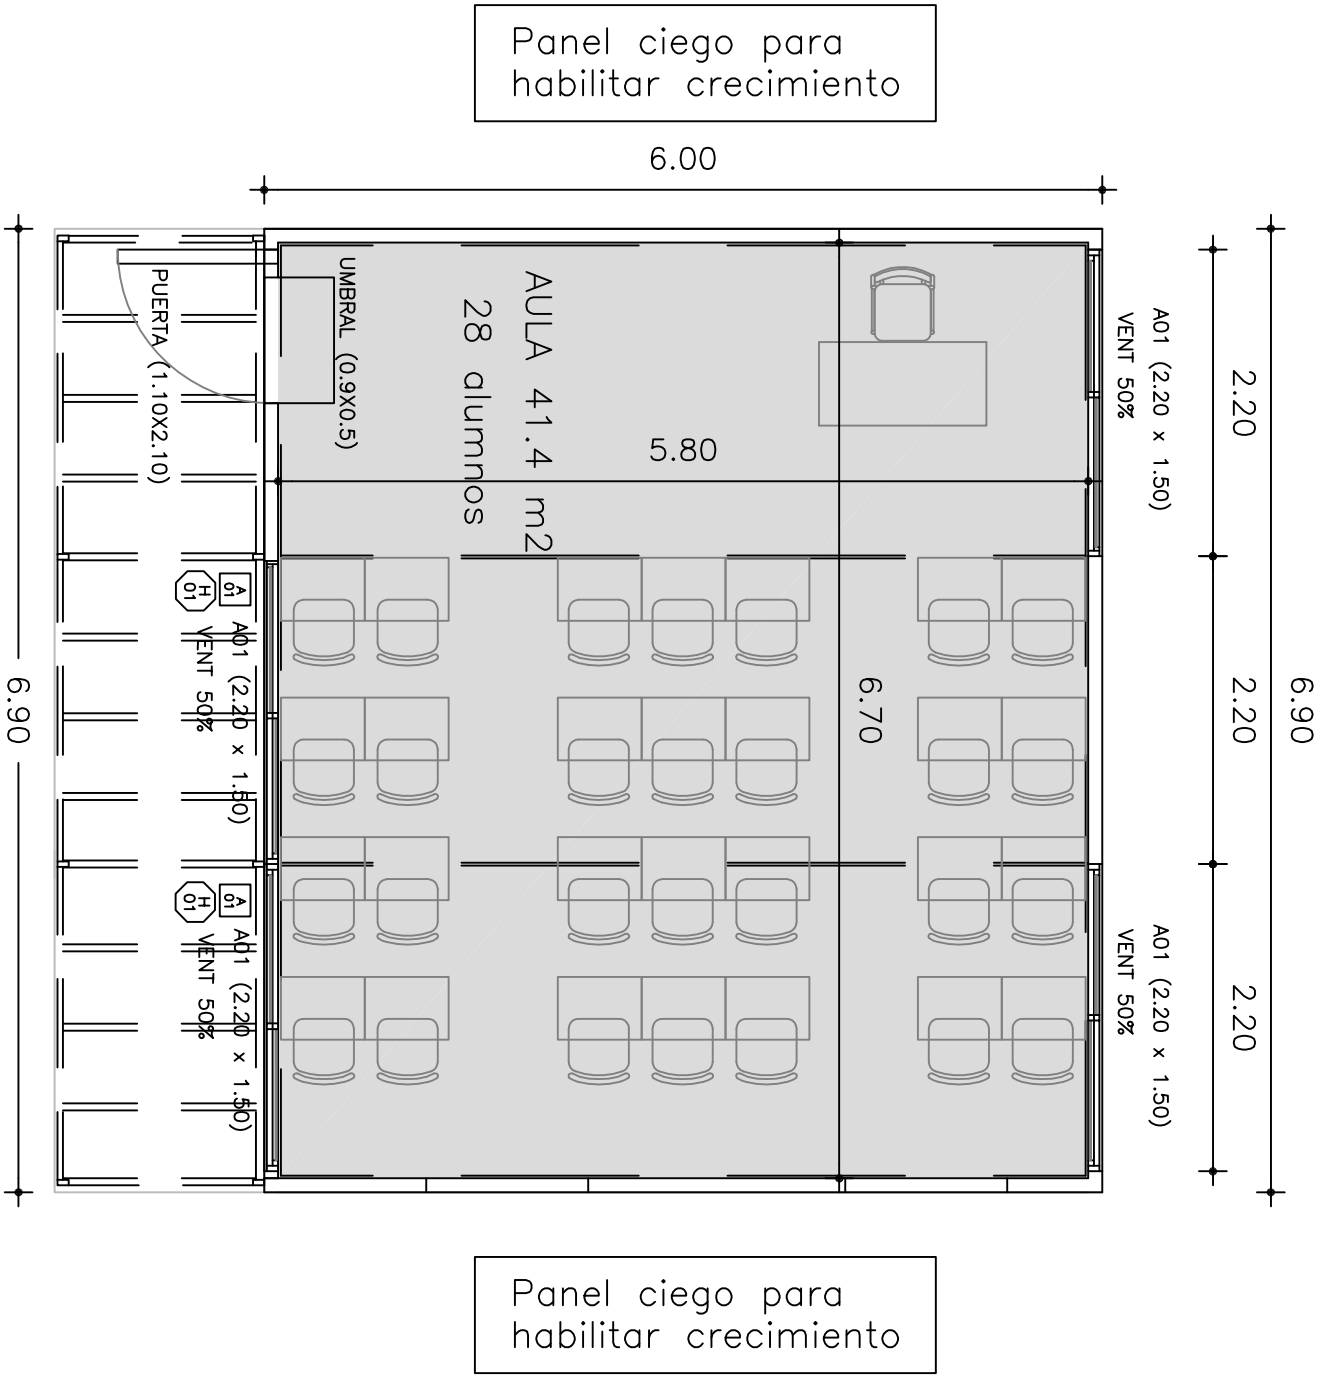 Panel ciego para
habilitar crecimiento
6.00
UMBRAL (0.9X0.5)
PUERTA (1.10X2.10)
AULA 41.4 m2
28 alumnos
5.80
6.70
A01 (2.20 x 1.50)
VENT 50%
2.20
2.20
2.20
6.90
6.90
A
01
H
01
A01 (2.20 x 1.50)
VENT 50%
A
01
H
01
A01 (2.20 x 1.50)
VENT 50%
A01 (2.20 x 1.50)
VENT 50%
Panel ciego para
habilitar crecimiento